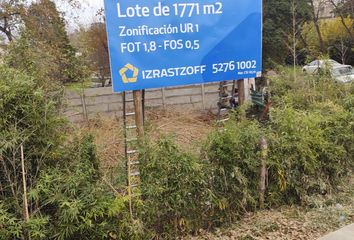 Lote de 1771 m2
Zonificación UR 1
FOT 1,8 - FOS 0,5
IZRASTZOFF 5276 1002